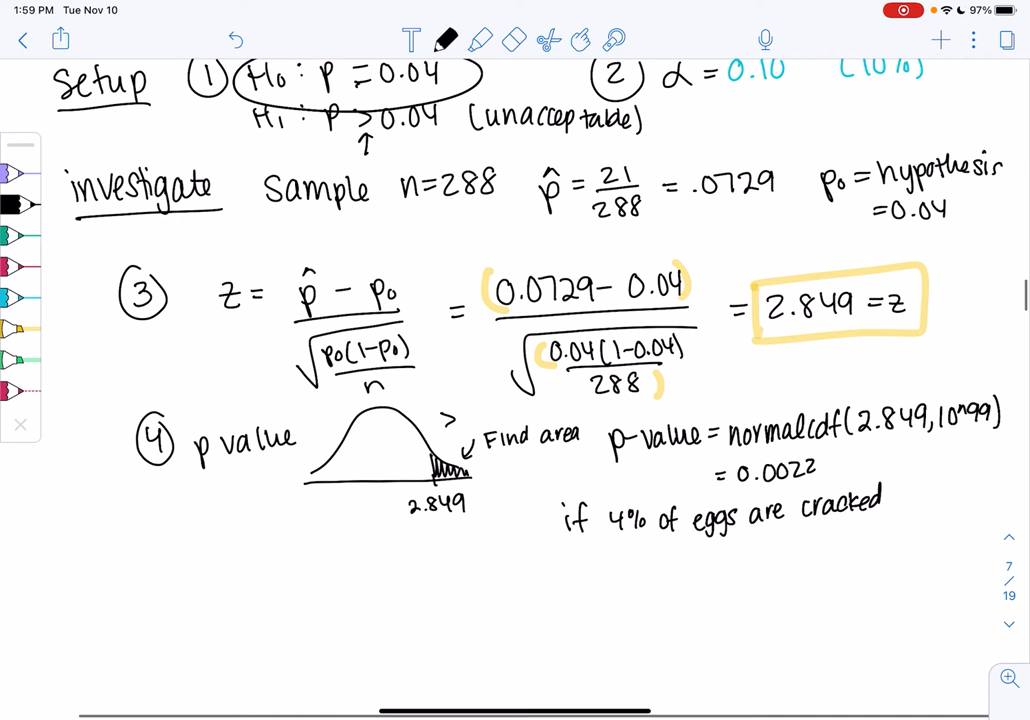 1:59 PM Tue Nov 10
97%
Setup ① H₀ : p = 0.04 ② α = 0.10 (10%)
H₁ : p > 0.04 (unacceptable)
investigate Sample n=288 p̂ = 21/288 = .0729 p₀ = hypothesis
= 0.04
③ z = (p̂ - p₀)/√(p₀(1-p₀)/n) = (0.0729 - 0.04)/√(0.04(1-0.04)/288) = 2.849 = z
④ p value > Find area p-value = normalcdf(2.849, 10^99)
= 0.0022
2.849
if 4% of eggs are cracked
7
/
19